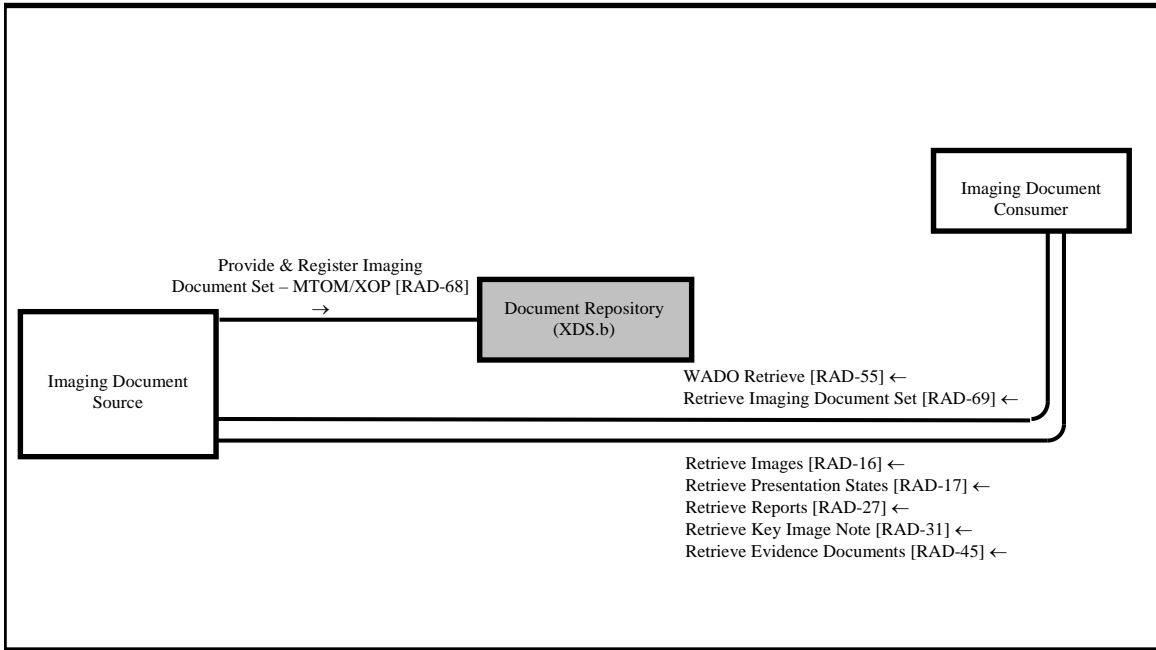 Imaging Document
Consumer
Provide & Register Imaging
Document Set – MTOM/XOP [RAD-68]
→
Document Repository
(XDS.b)
Imaging Document
Source
WADO Retrieve [RAD-55] ←
Retrieve Imaging Document Set [RAD-69] ←
Retrieve Images [RAD-16] ←
Retrieve Presentation States [RAD-17] ←
Retrieve Reports [RAD-27] ←
Retrieve Key Image Note [RAD-31] ←
Retrieve Evidence Documents [RAD-45] ←